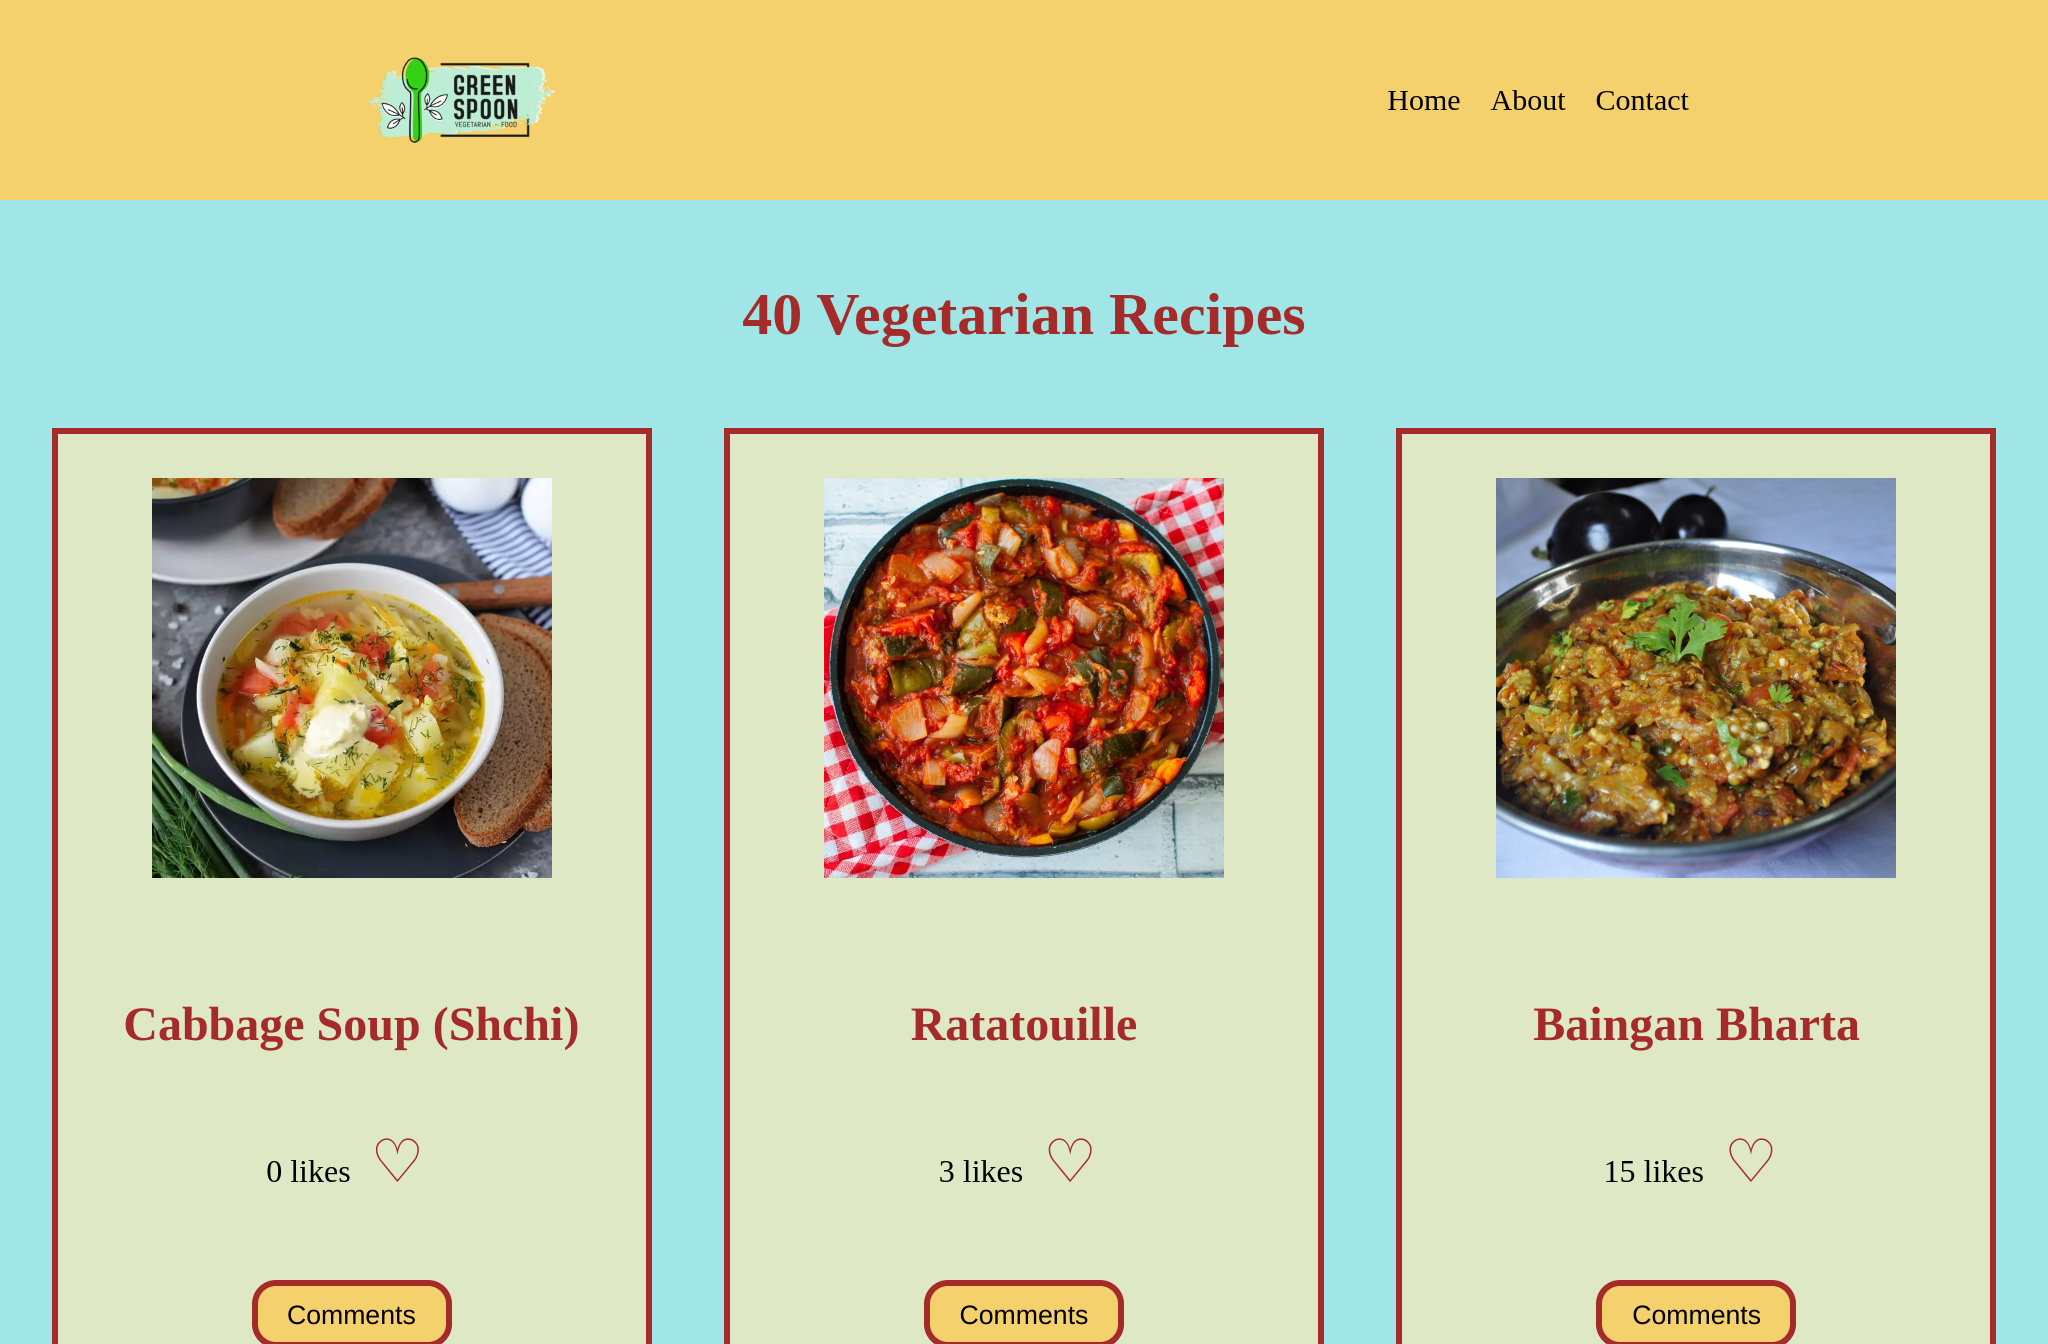 GREEN
SPOON
VEGETARIAN - FOOD
Home About Contact
40 Vegetarian Recipes
Cabbage Soup (Shchi)
Ratatouille
Baingan Bharta
0 likes ♡
3 likes ♡
15 likes ♡
Comments
Comments
Comments